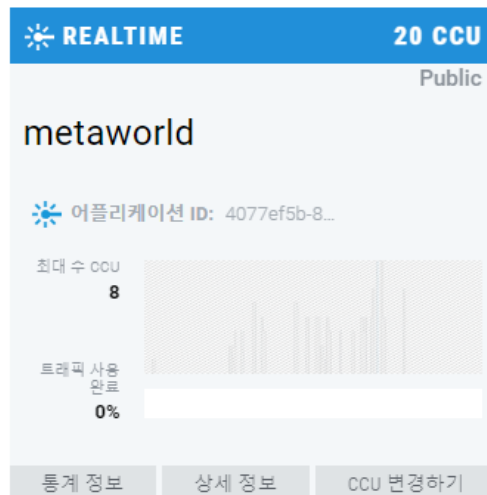 REALTIME 20 CCU
Public
metaworld
어플리케이션 ID: 4077ef5b-8...
최대 수 CCU
8
트래픽 사용
완료
0%
통계 정보 상세 정보 CCU 변경하기